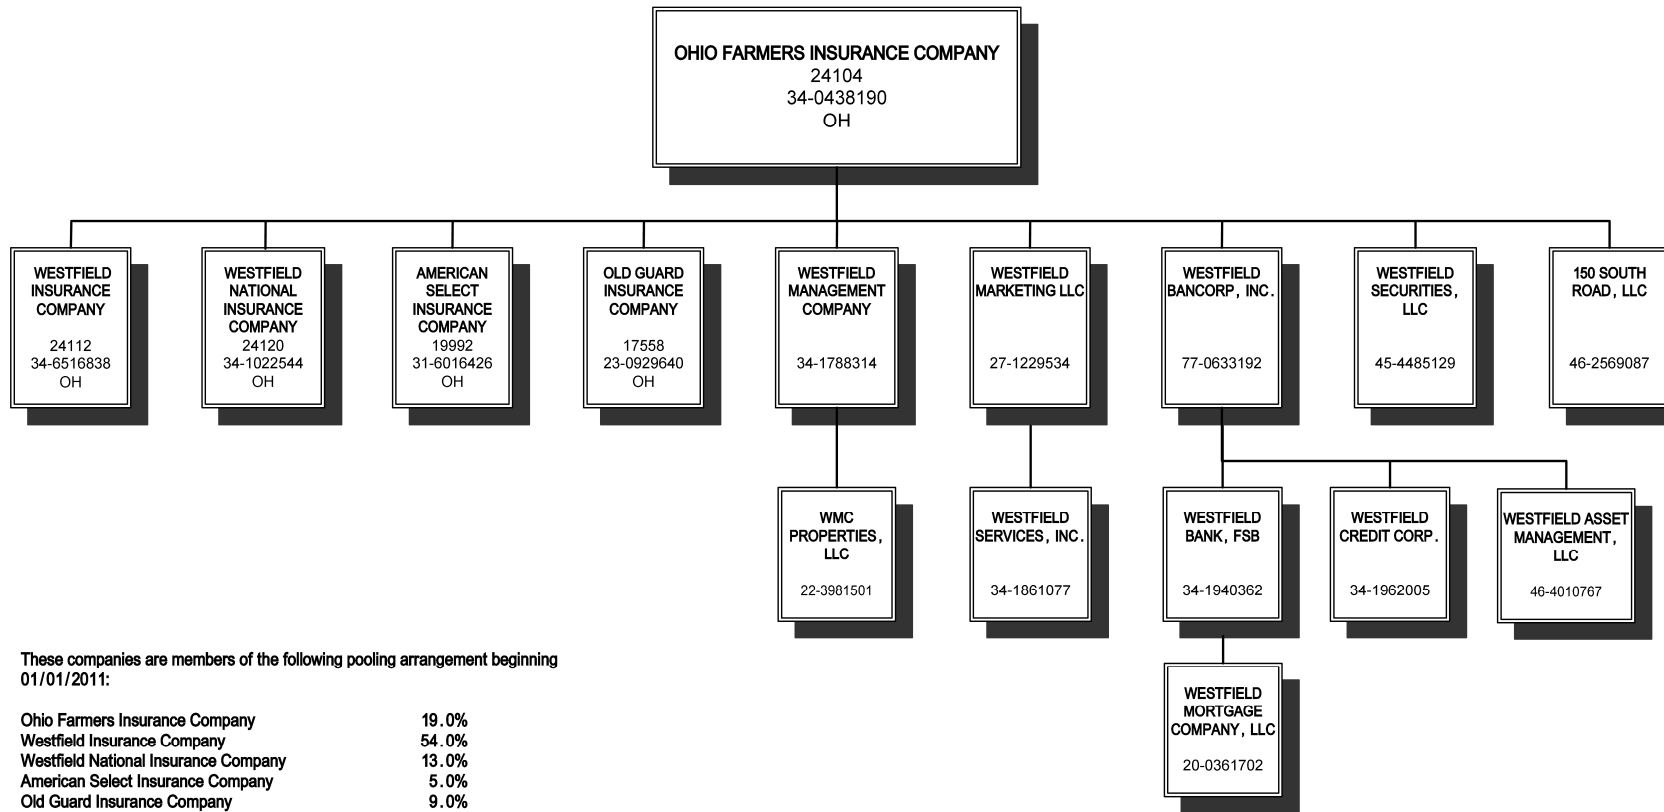 OHIO FARMERS INSURANCE COMPANY
24104
34-0438190
OH
WESTFIELD
INSURANCE
COMPANY
24112
34-6516838
OH
WESTFIELD
NATIONAL
INSURANCE
COMPANY
24120
34-1022544
OH
AMERICAN
SELECT
INSURANCE
COMPANY
19992
31-6016426
OH
OLD GUARD
INSURANCE
COMPANY
17558
23-0929640
OH
WESTFIELD
MANAGEMENT
COMPANY
34-1788314
WESTFIELD
MARKETING LLC
27-1229534
WESTFIELD
BANCORP, INC.
77-0633192
WESTFIELD
SECURITIES,
LLC
45-4485129
150 SOUTH
ROAD, LLC
46-2569087
WMC
PROPERTIES,
LLC
22-3981501
WESTFIELD
SERVICES, INC.
34-1861077
WESTFIELD
BANK, FSB
34-1940362
WESTFIELD
CREDIT CORP.
34-1962005
WESTFIELD ASSET
MANAGEMENT,
LLC
46-4010767
WESTFIELD
MORTGAGE
COMPANY, LLC
20-0361702
These companies are members of the following pooling arrangement beginning
01/01/2011:
Ohio Farmers Insurance Company 19.0%
Westfield Insurance Company 54.0%
Westfield National Insurance Company 13.0%
American Select Insurance Company 5.0%
Old Guard Insurance Company 9.0%